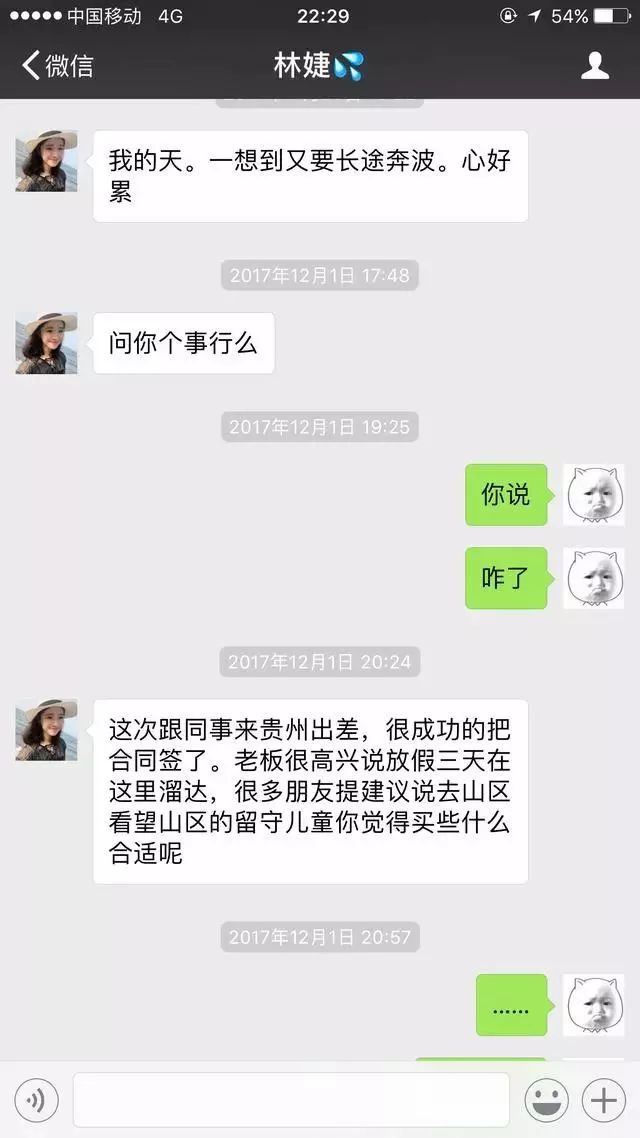 中国移动 4G 22:29 54%
微信 林婕💦
我的天。一想到又要长途奔波。心好
累
2017年12月1日 17:48
问你个事行么
2017年12月1日 19:25
你说
咋了
2017年12月1日 20:24
这次跟同事来贵州出差，很成功的把
合同签了。老板很高兴说放假三天在
这里溜达，很多朋友提建议说去山区
看望山区的留守儿童你觉得买些什么
合适呢
2017年12月1日 20:57
……